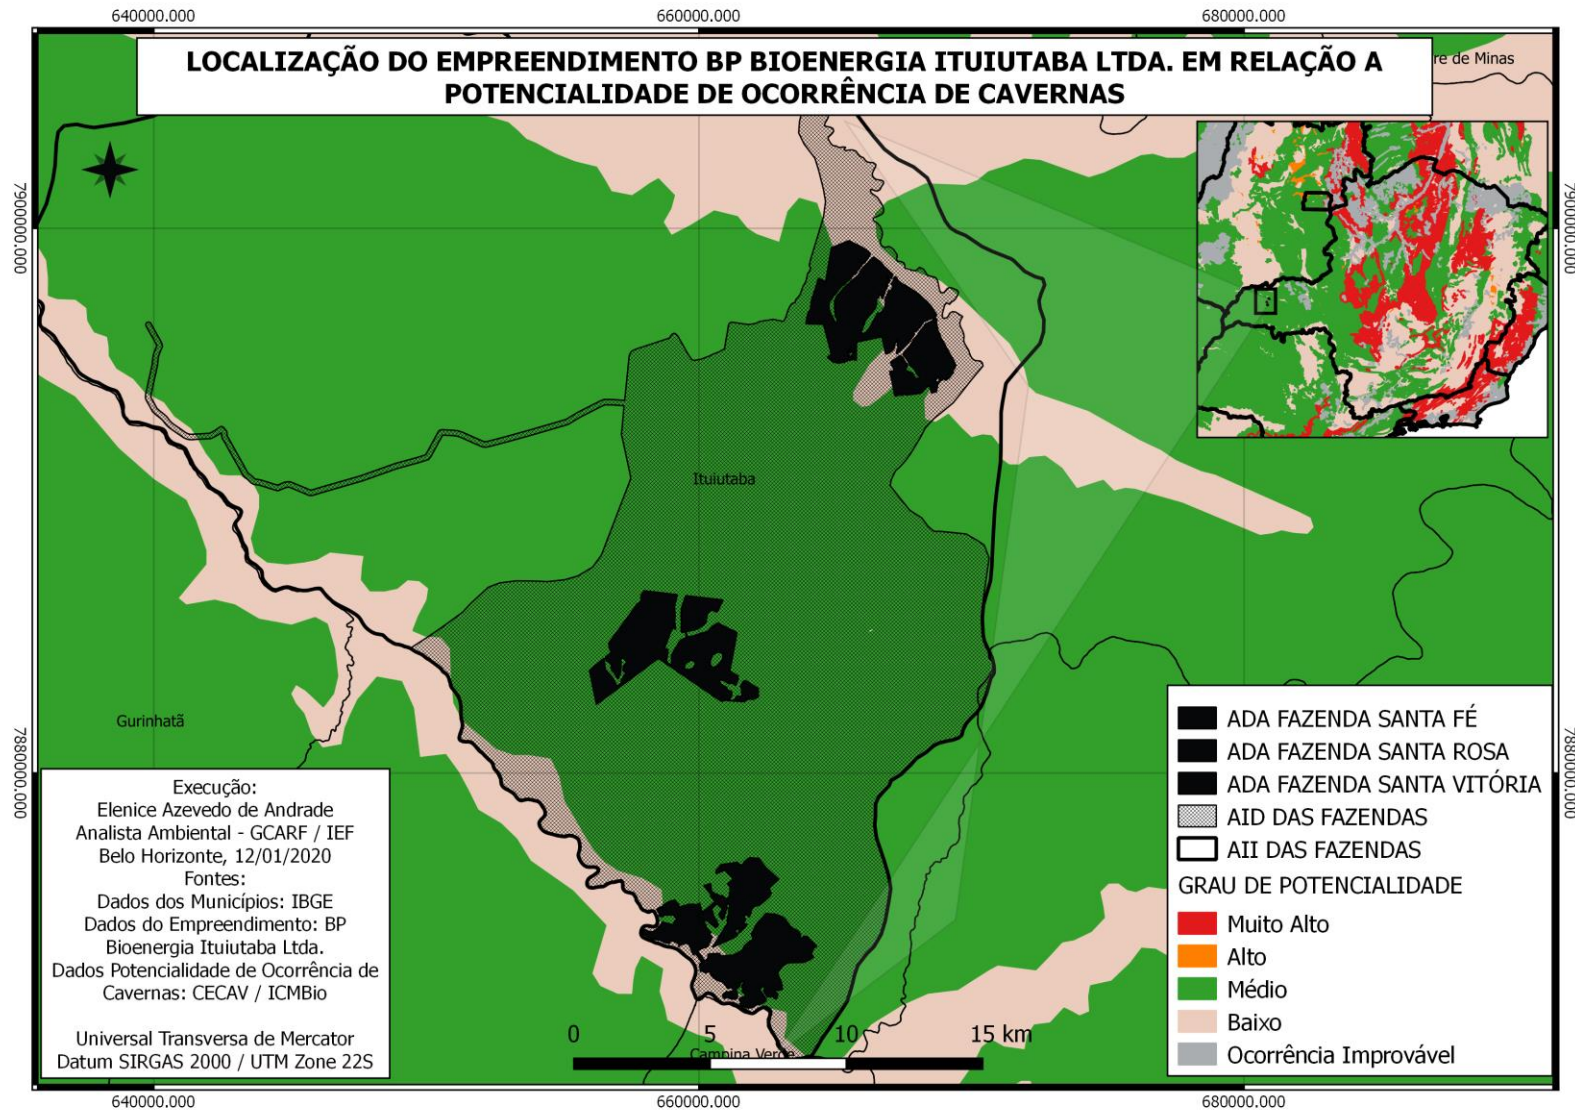 640000.000
660000.000
680000.000
LOCALIZAÇÃO DO EMPREENDIMENTO BP BIOENERGIA ITUIUTABA LTDA. EM RELAÇÃO A
POTENCIALIDADE DE OCORRÊNCIA DE CAVERNAS
re de Minas
7900000.000
7900000.000
Ituiutaba
Gurinhatã
7880000.000
7880000.000
Execução:
Elenice Azevedo de Andrade
Analista Ambiental - GCARF / IEF
Belo Horizonte, 12/01/2020
Fontes:
Dados dos Municípios: IBGE
Dados do Empreendimento: BP
Bioenergia Ituiutaba Ltda.
Dados Potencialidade de Ocorrência de
Cavernas: CECAV / ICMBio
Universal Transversa de Mercator
Datum SIRGAS 2000 / UTM Zone 22S
0 5 10 15 km
Campina Verde
ADA FAZENDA SANTA FÉ
ADA FAZENDA SANTA ROSA
ADA FAZENDA SANTA VITÓRIA
AID DAS FAZENDAS
AII DAS FAZENDAS
GRAU DE POTENCIALIDADE
Muito Alto
Alto
Médio
Baixo
Ocorrência Improvável
640000.000
660000.000
680000.000